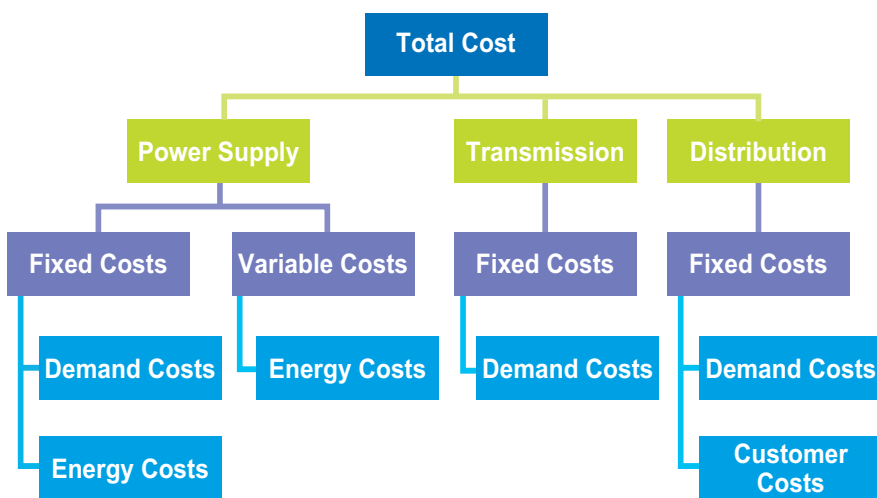 Total Cost
Power Supply
Transmission
Distribution
Fixed Costs
Variable Costs
Fixed Costs
Fixed Costs
Demand Costs
Energy Costs
Demand Costs
Demand Costs
Energy Costs
Customer
Costs